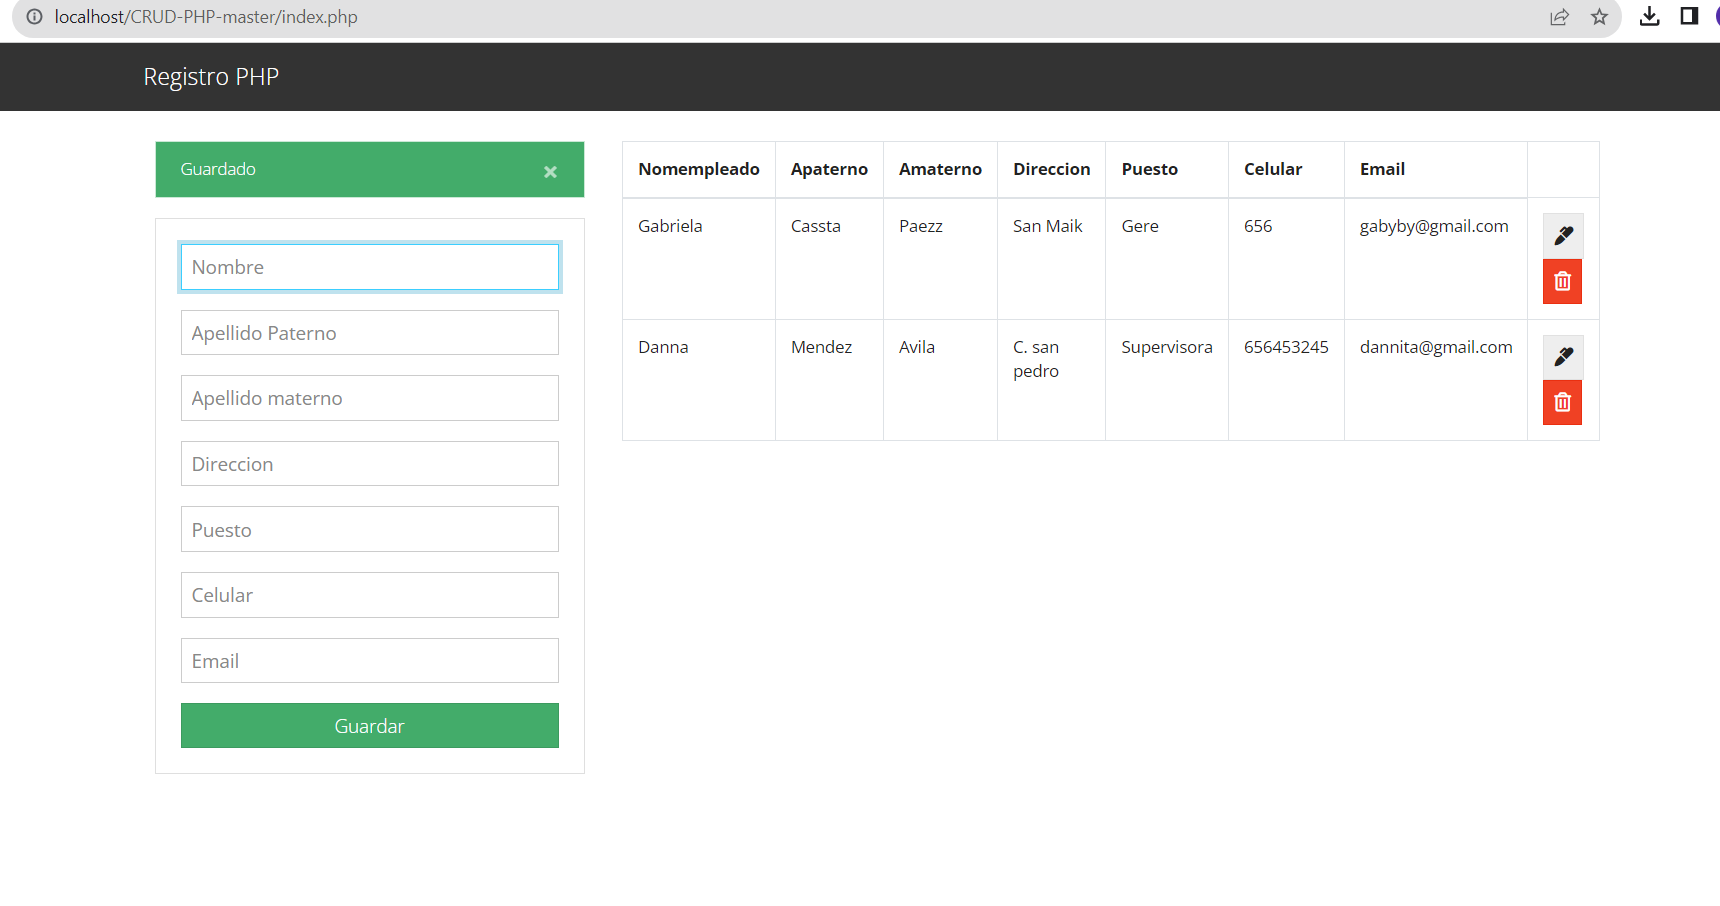 localhost/CRUD-PHP-master/index.php
Registro PHP
Guardado ×
Nombre
Apellido Paterno
Apellido materno
Direccion
Puesto
Celular
Email
Guardar
Nomempleado Apaterno Amaterno Direccion Puesto Celular Email
Gabriela Cassta Paezz San Maik Gere 656 gabyby@gmail.com
Danna Mendez Avila C. san Supervisora 656453245 dannita@gmail.com
pedro